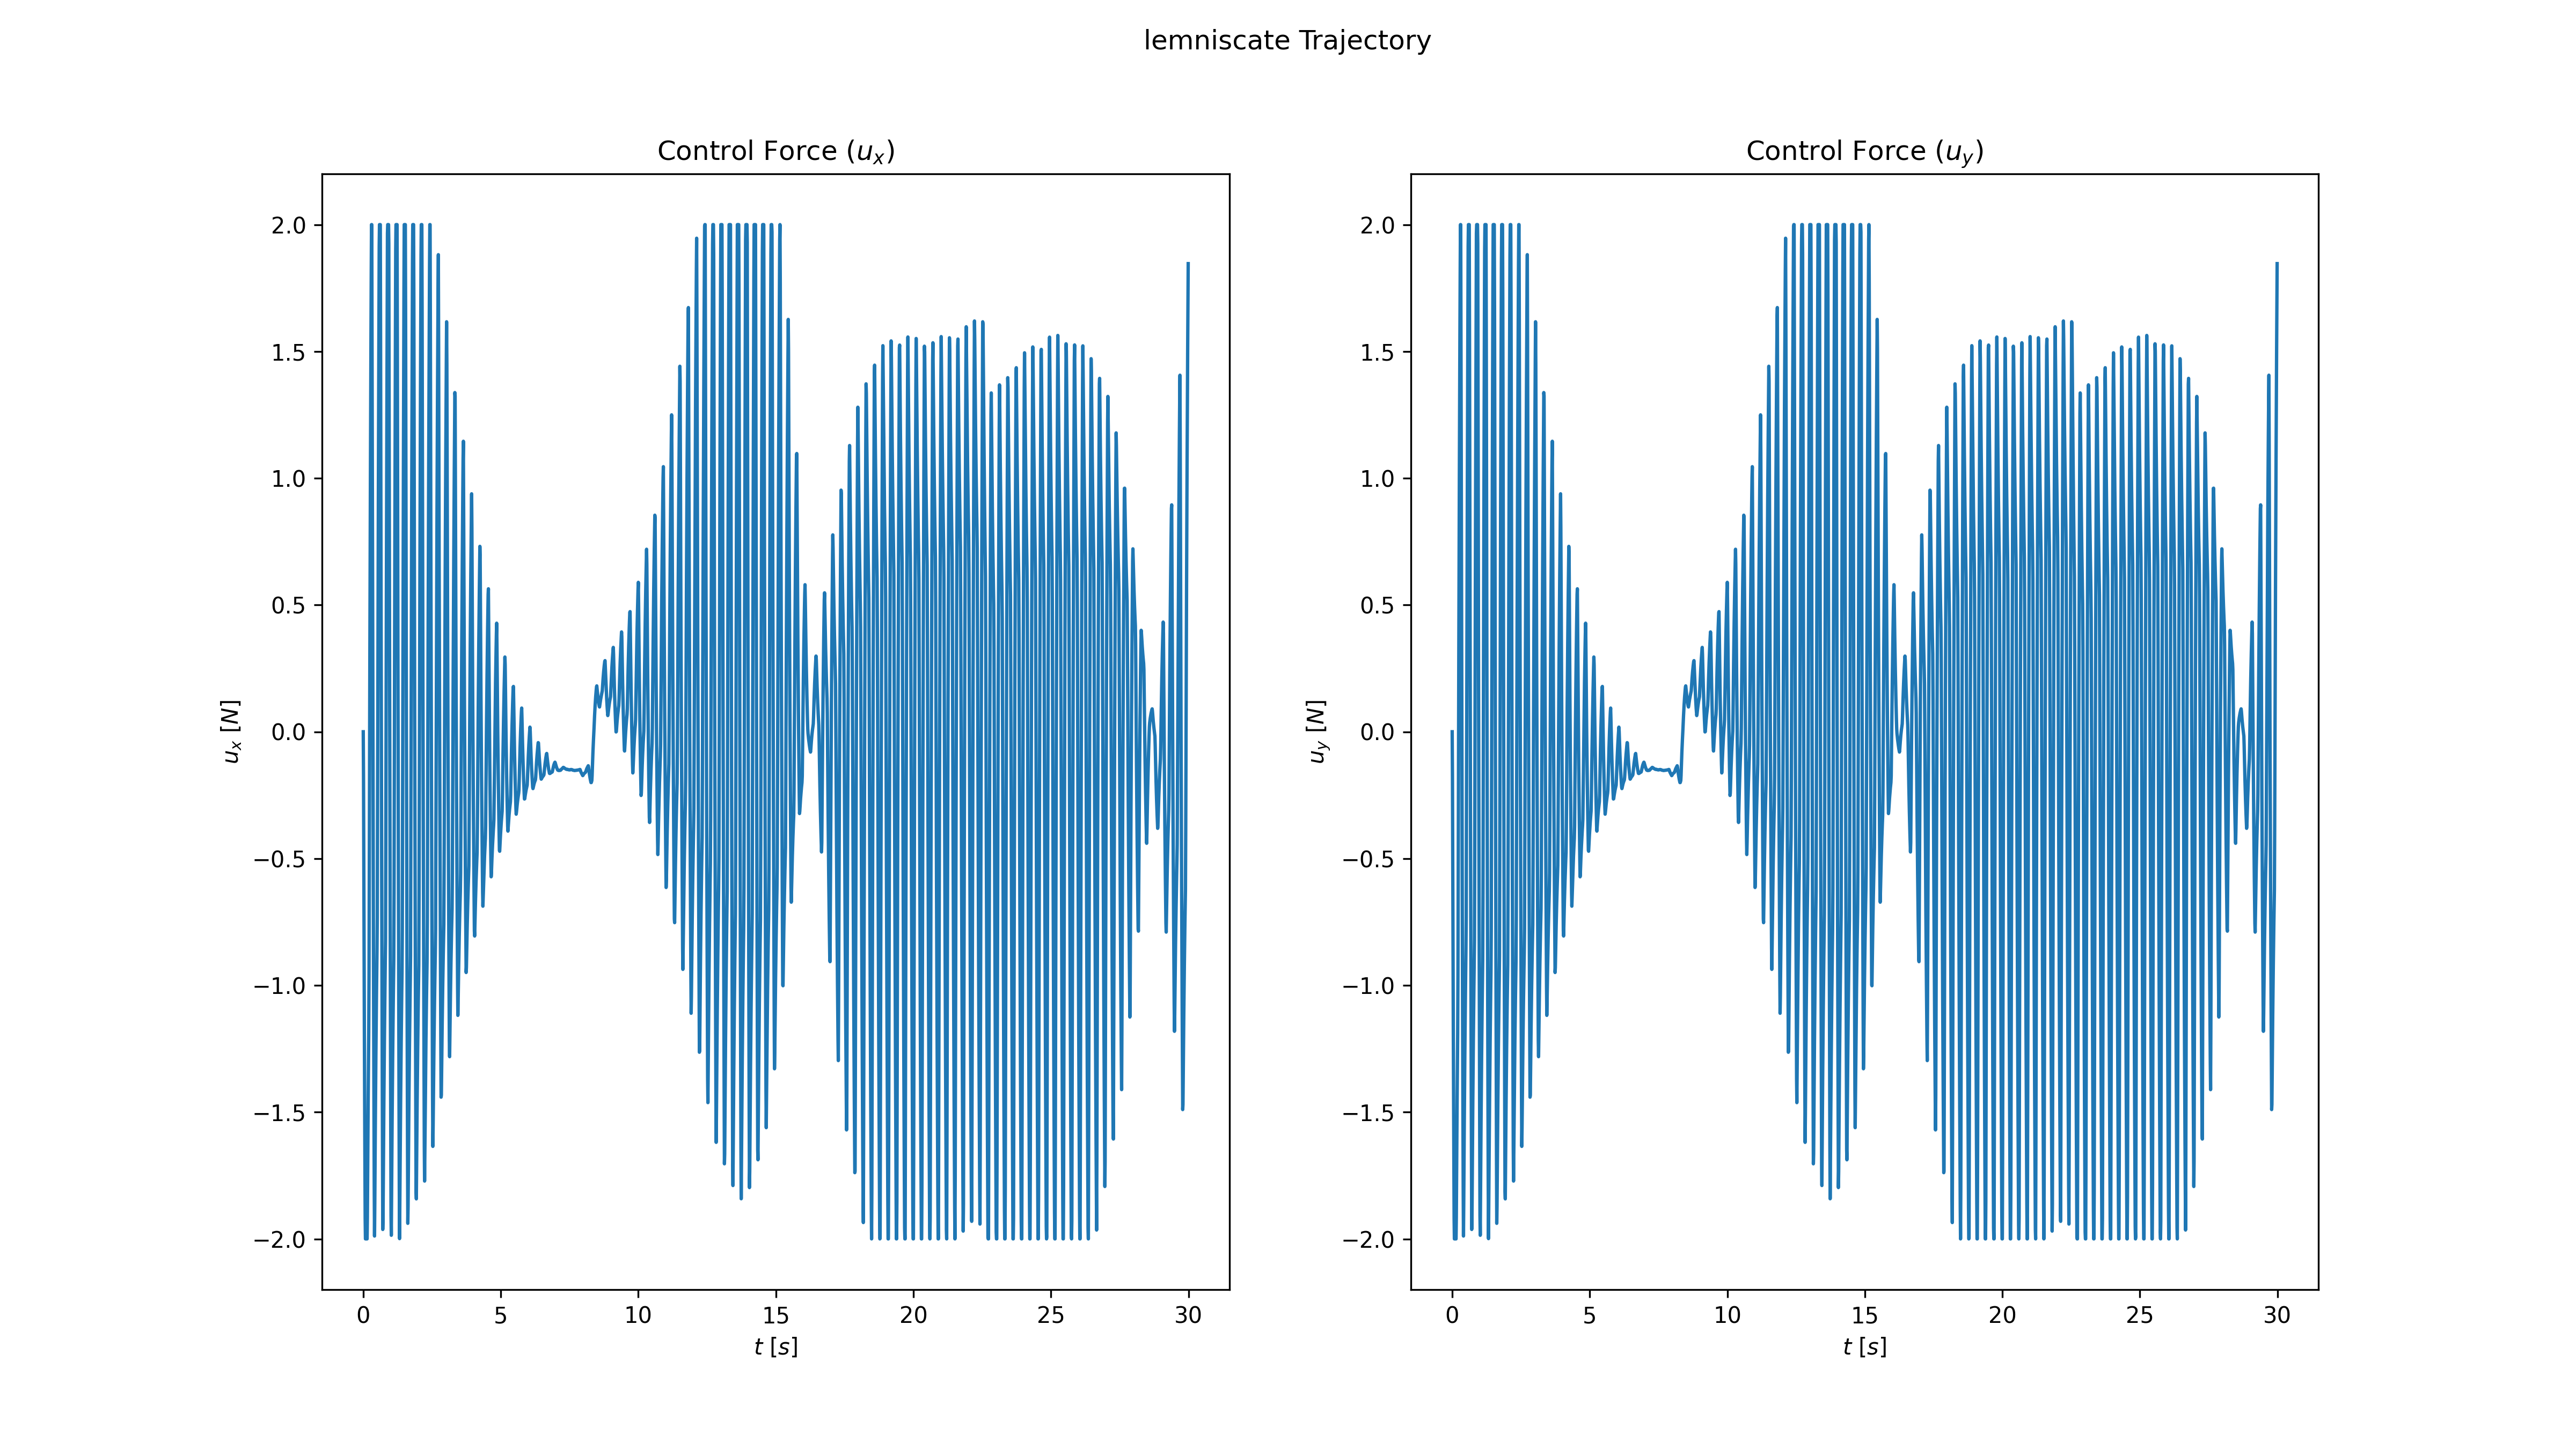 lemniscate Trajectory
Control Force (u_x)
2.0
1.5
1.0
0.5
0.0
−0.5
−1.0
−1.5
−2.0
u_x [N]
0 5 10 15 20 25 30
t [s]
Control Force (u_y)
2.0
1.5
1.0
0.5
0.0
−0.5
−1.0
−1.5
−2.0
u_y [N]
0 5 10 15 20 25 30
t [s]